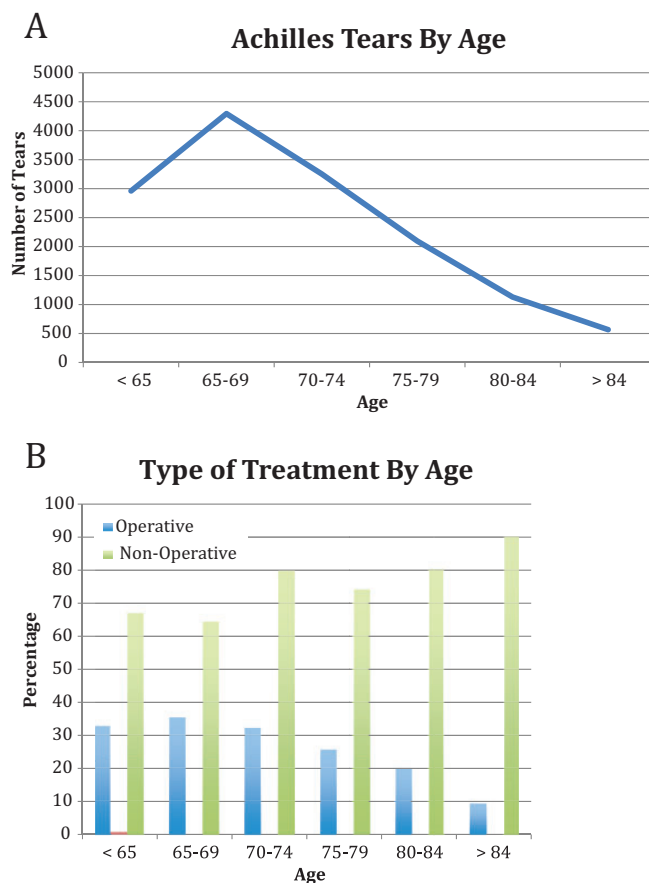 A
Achilles Tears By Age
5000
4500
4000
3500
3000
2500
2000
1500
1000
500
0
Number of Tears
< 65 65-69 70-74 75-79 80-84 > 84
Age
B
Type of Treatment By Age
100
90
80
70
60
50
40
30
20
10
0
Percentage
Operative
Non-Operative
< 65 65-69 70-74 75-79 80-84 > 84
Age